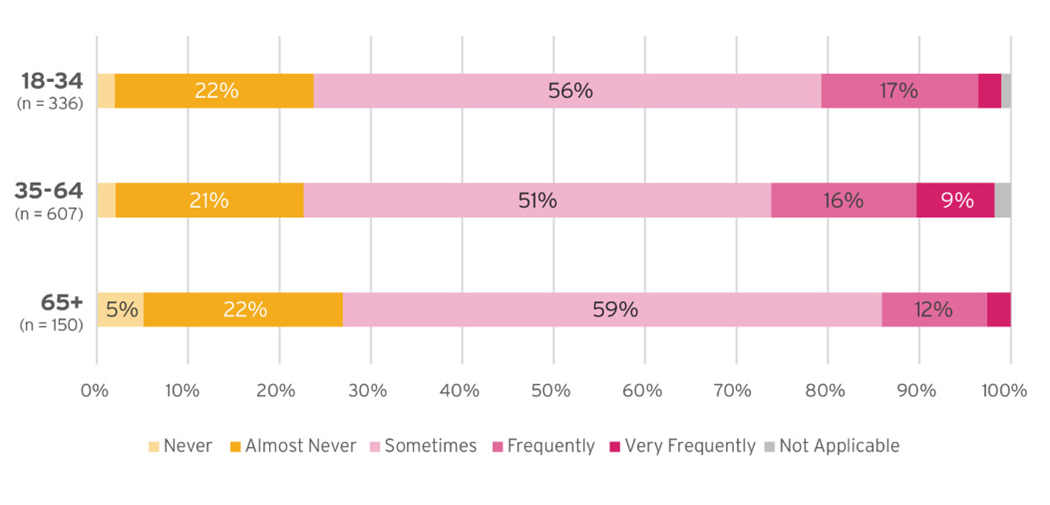 18-34
(n = 336)
22% 56% 17%
35-64
(n = 607)
21% 51% 16% 9%
65+
(n = 150)
5% 22% 59% 12%
0% 10% 20% 30% 40% 50% 60% 70% 80% 90% 100%
Never Almost Never Sometimes Frequently Very Frequently Not Applicable